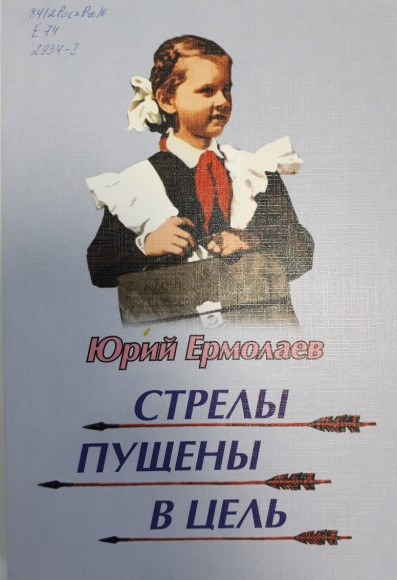 84(2Рос=Рус)6
Е 74
2934-3
Юрий Ермолаев
СТРЕЛЫ
ПУЩЕНЫ
В ЦЕЛЬ